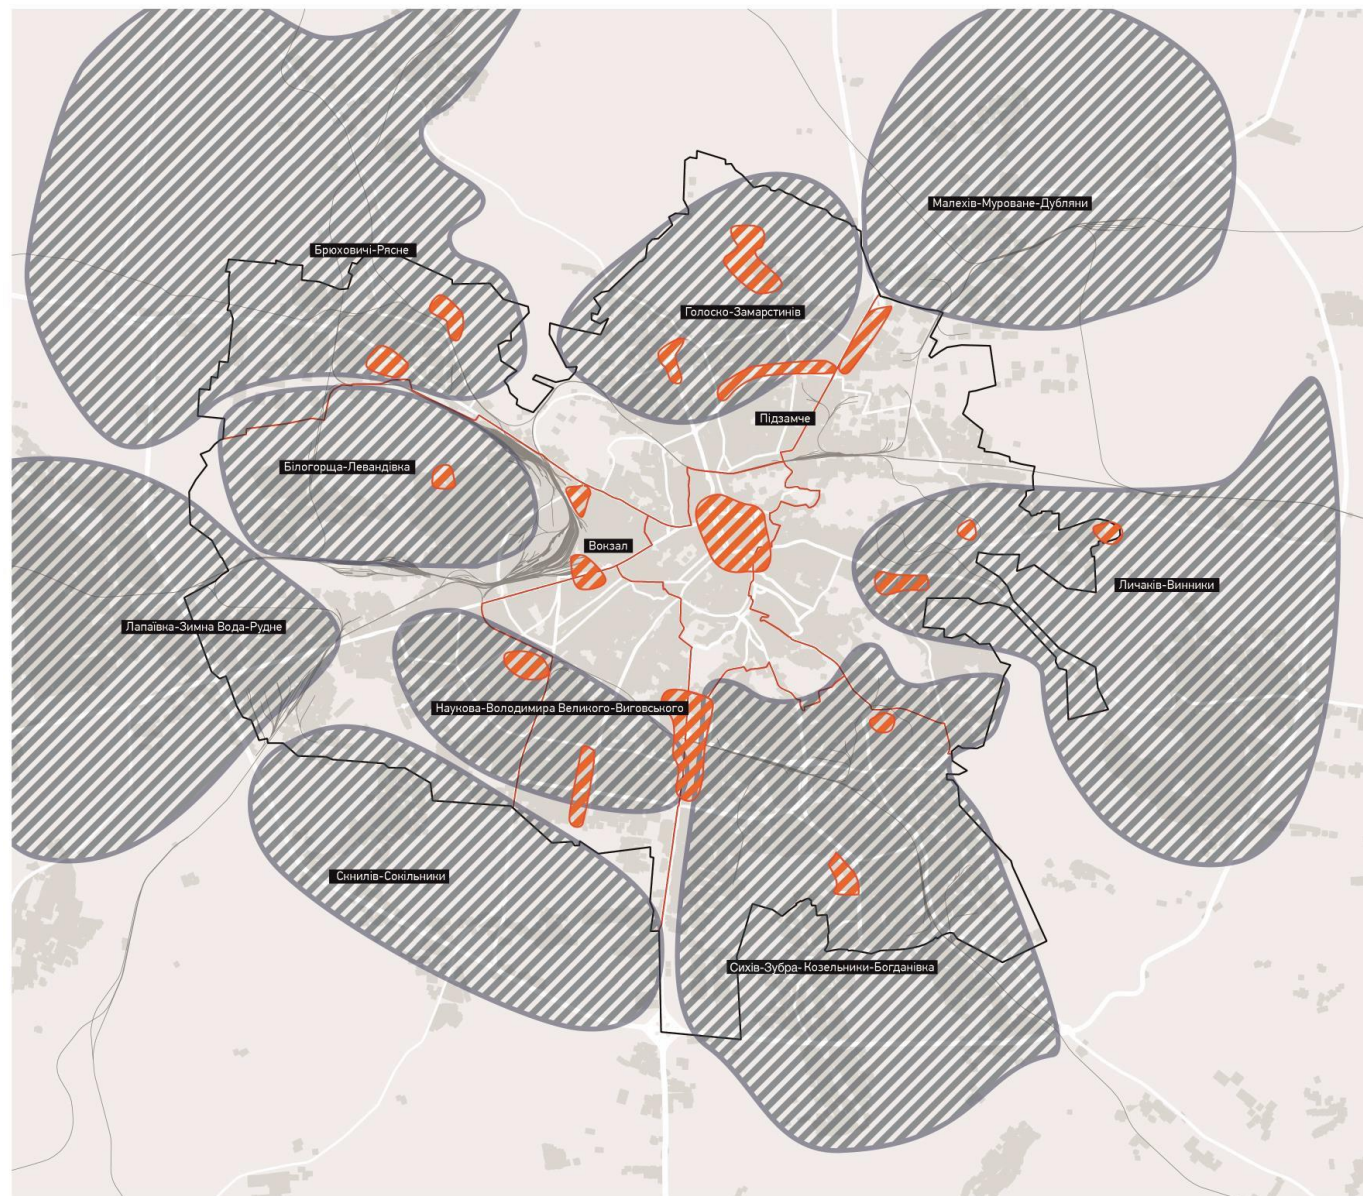 Малехів-Муроване-Дубляни
Брюховичі-Рясне
Голоско-Замарстинів
Підзамче
Білогорща-Левандівка
Вокзал
Личаків-Винники
Лапаївка-Зимна Вода-Рудне
Наукова-Володимира Великого-Виговського
Скнилів-Сокільники
Сихів-Зубра-Козельники-Богданівка